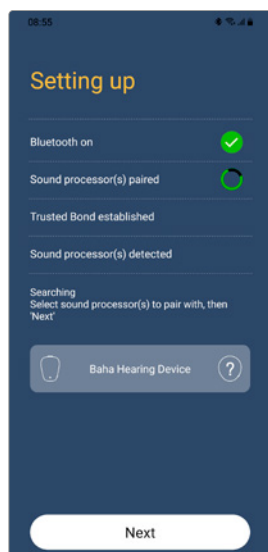 08:55
Setting up
Bluetooth on
Sound processor(s) paired
Trusted Bond established
Sound processor(s) detected
Searching
Select sound processor(s) to pair with, then
'Next'
Baha Hearing Device
?
Next